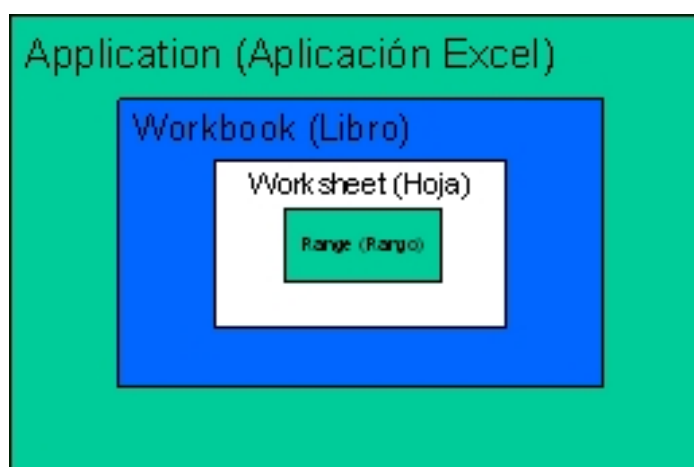 Application (Aplicación Excel)
Workbook (Libro)
Worksheet (Hoja)
Range (Rango)